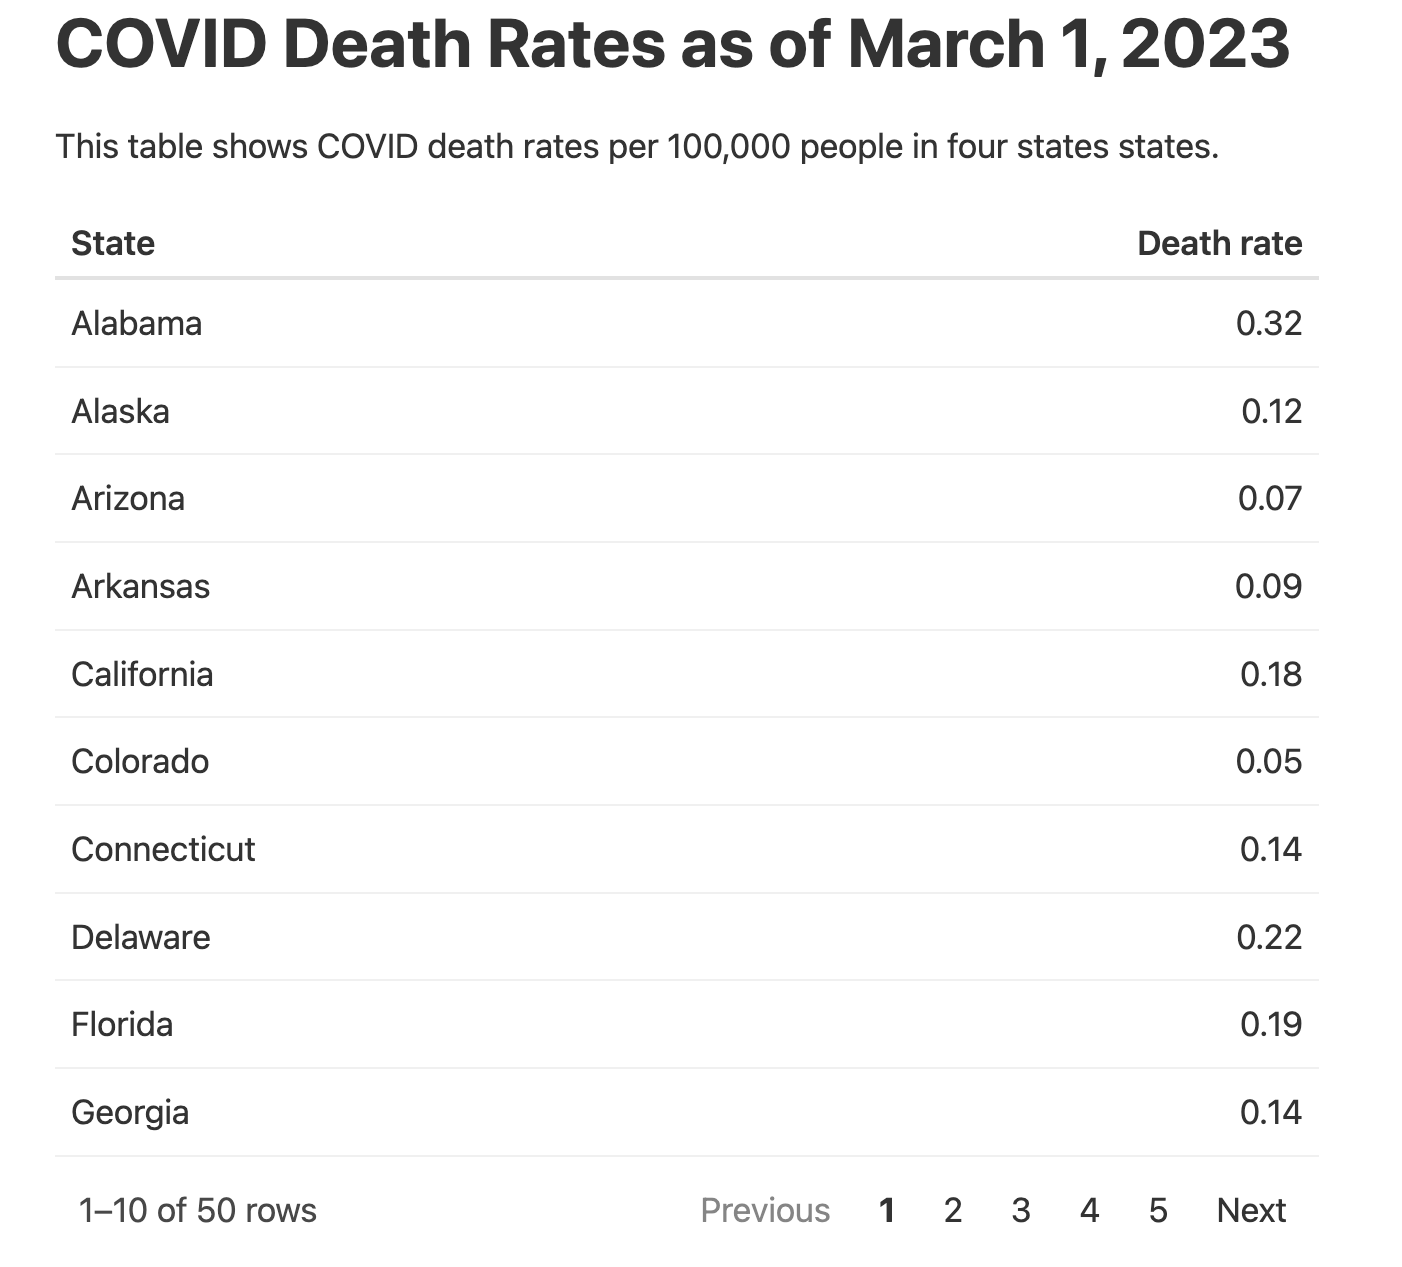 COVID Death Rates as of March 1, 2023
This table shows COVID death rates per 100,000 people in four states states.
State Death rate
Alabama 0.32
Alaska 0.12
Arizona 0.07
Arkansas 0.09
California 0.18
Colorado 0.05
Connecticut 0.14
Delaware 0.22
Florida 0.19
Georgia 0.14
1–10 of 50 rows Previous 1 2 3 4 5 Next